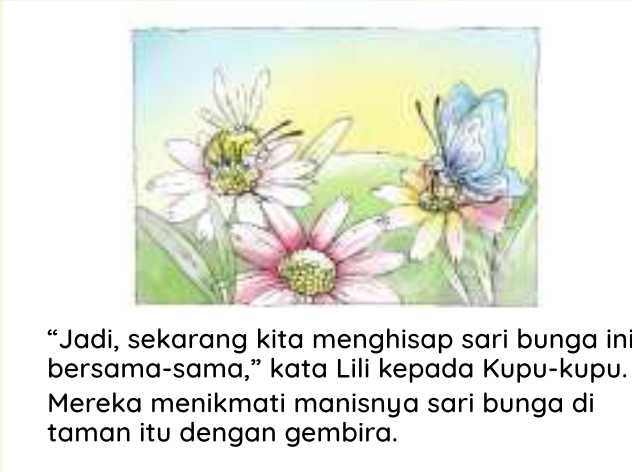 “Jadi, sekarang kita menghisap sari bunga ini
bersama-sama,” kata Lili kepada Kupu-kupu.
Mereka menikmati manisnya sari bunga di
taman itu dengan gembira.